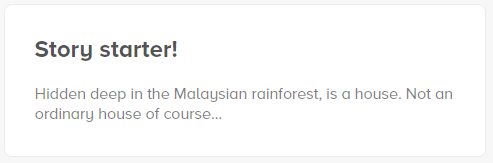 Story starter!
Hidden deep in the Malaysian rainforest, is a house. Not an
ordinary house of course...